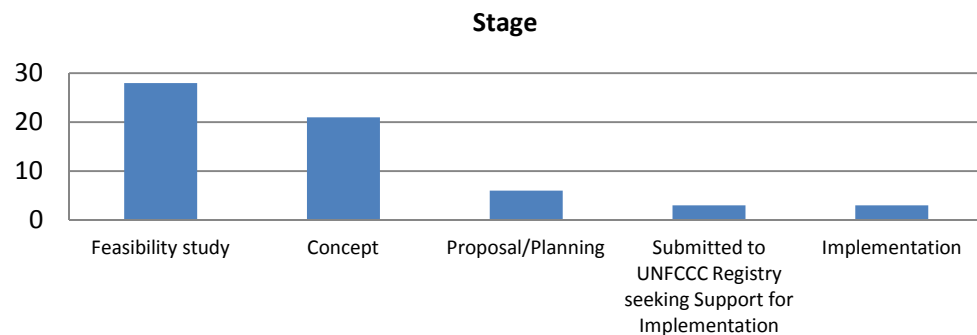 Stage
30
20
10
0
Feasibility study
Concept
Proposal/Planning
Submitted to
UNFCCC Registry
seeking Support for
Implementation
Implementation